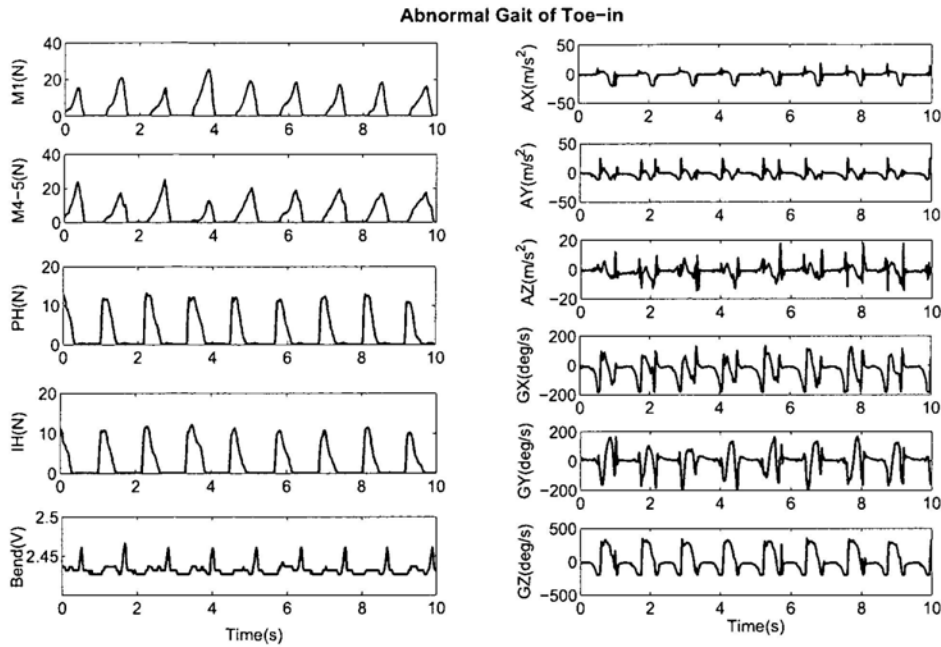 Abnormal Gait of Toe-in
M1(N)
40
20
0
0 2 4 6 8 10
M4-5(N)
40
20
0
0 2 4 6 8 10
PH(N)
20
10
0
0 2 4 6 8 10
IH(N)
20
10
0
0 2 4 6 8 10
Bend(V)
2.5
2.45
0 2 4 6 8 10
Time(s)
AX(m/s²)
50
0
-50
0 2 4 6 8 10
AY(m/s²)
50
0
-50
0 2 4 6 8 10
AZ(m/s²)
20
0
-20
0 2 4 6 8 10
GX(deg/s)
200
0
-200
0 2 4 6 8 10
GY(deg/s)
200
0
-200
0 2 4 6 8 10
GZ(deg/s)
500
0
-500
0 2 4 6 8 10
Time(s)